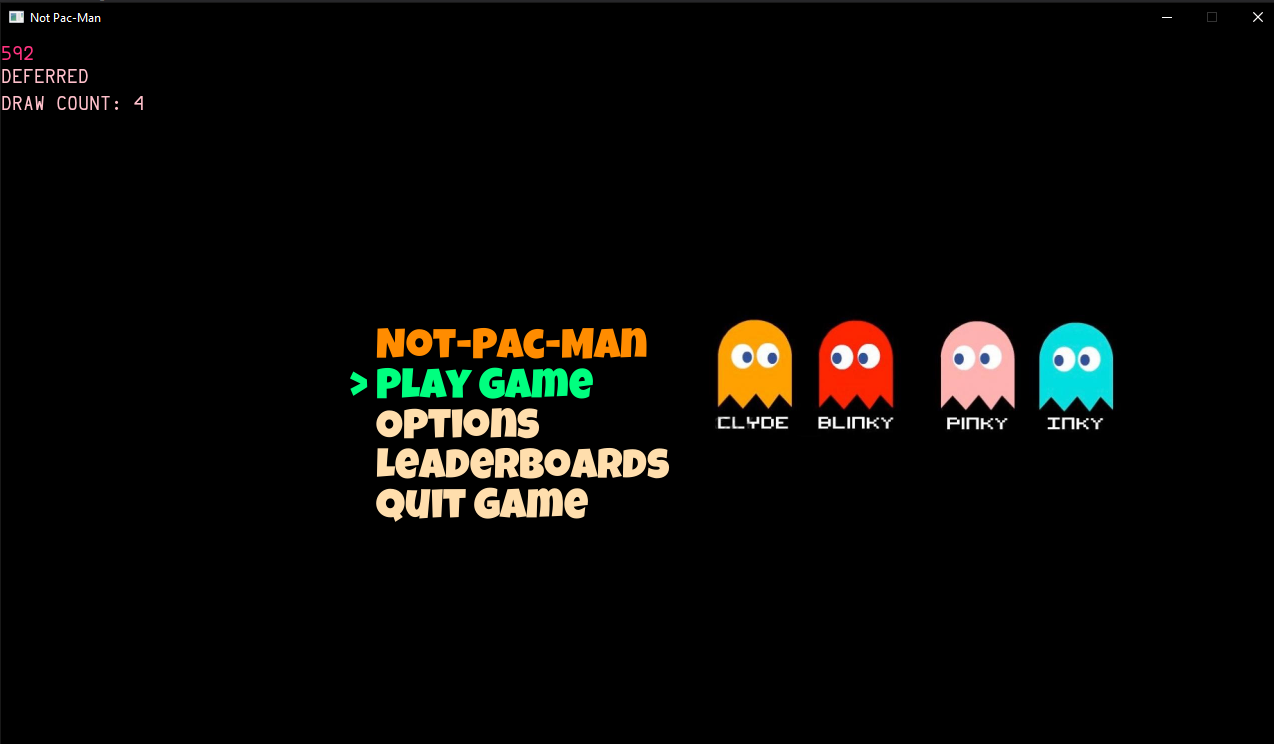 Not Pac-Man
592
DEFERRED
DRAW COUNT: 4
NOT-PAC-MAN
> PLAY GAME
OPTIONS
LEADERBOARDS
QUIT GAME
CLYDE
BLINKY
PINKY
INKY